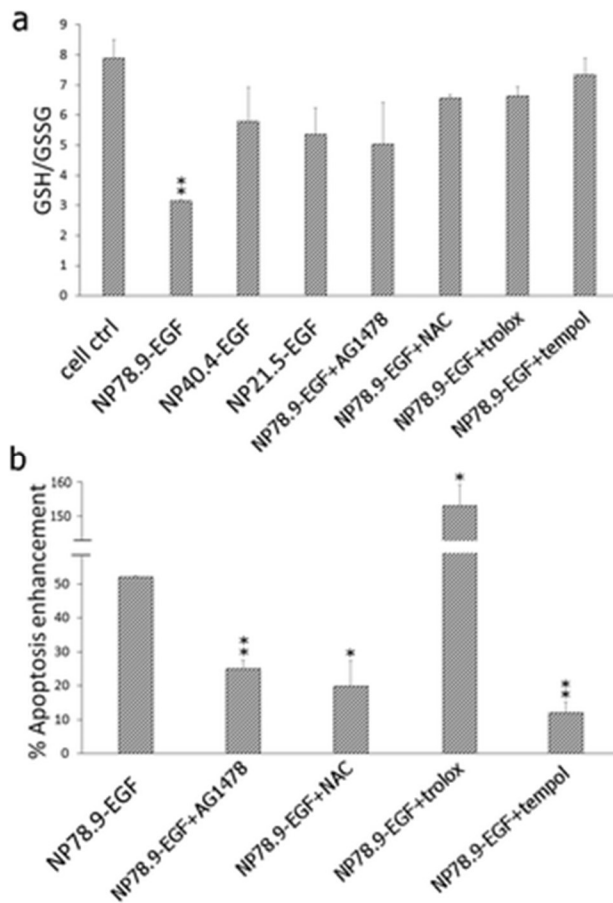 a
GSH/GSSG
9
8
7
6
5
4
3
2
1
0
**
cell ctrl
NP78.9-EGF
NP40.4-EGF
NP21.5-EGF
NP78.9-EGF+AG1478
NP78.9-EGF+NAC
NP78.9-EGF+trolox
NP78.9-EGF+tempol
b
% Apoptosis enhancement
160
150
50
40
30
20
10
0
**
*
*
**
NP78.9-EGF
NP78.9-EGF+AG1478
NP78.9-EGF+NAC
NP78.9-EGF+trolox
NP78.9-EGF+tempol